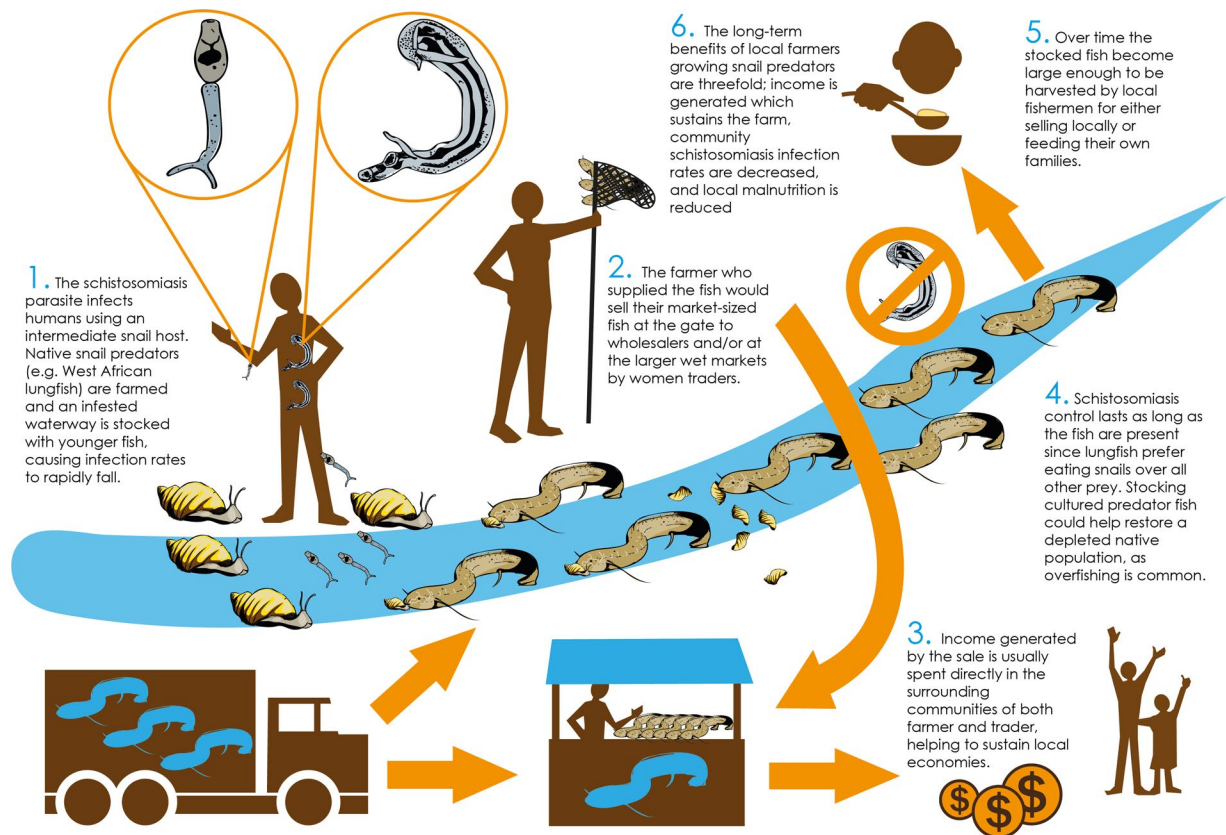 1. The schistosomiasis
parasite infects
humans using an
intermediate snail host.
Native snail predators
(e.g. West African
lungfish) are farmed
and an infested
waterway is stocked
with younger fish,
causing infection rates
to rapidly fall.
2. The farmer who
supplied the fish would
sell their market-sized
fish at the gate to
wholesalers and/or at
the larger wet markets
by women traders.
3. Income generated
by the sale is usually
spent directly in the
surrounding
communities of both
farmer and trader,
helping to sustain local
economies.
$ $ $
4. Schistosomiasis
control lasts as long as
the fish are present
since lungfish prefer
eating snails over all
other prey. Stocking
cultured predator fish
could help restore a
depleted native
population, as
overfishing is common.
5. Over time the
stocked fish become
large enough to be
harvested by local
fishermen for either
selling locally or
feeding their own
families.
6. The long-term
benefits of local farmers
growing snail predators
are threefold; income is
generated which
sustains the farm,
community
schistosomiasis infection
rates are decreased,
and local malnutrition is
reduced